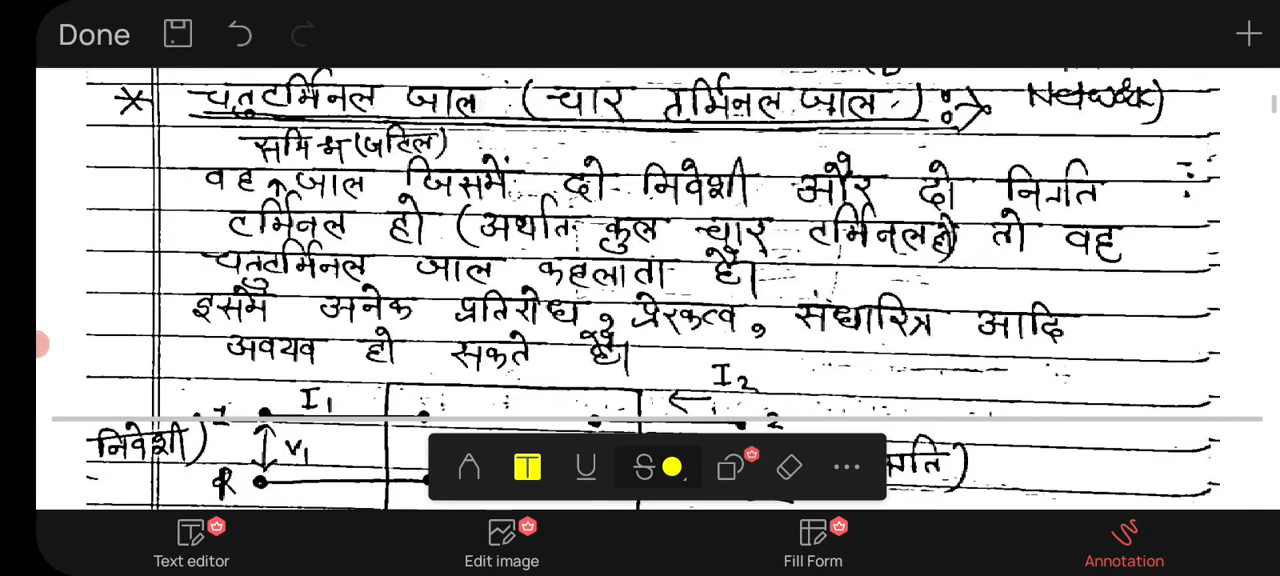 Done
* चतुटर्मिनल जाल (चार टर्मिनल जाल) :→ Network)
समिश्र (जटिल)
वह जाल जिसमें दो निवेशी और दो निर्गति
टर्मिनल हो (अर्थात कुल चार टर्मिनल हो) तो वह
चतुटर्मिनल जाल कहलाता है।
इसमें अनेक प्रतिरोध, प्रेरकत्व, संधारित्र आदि
अवयव हो सकते है।
I₁ I₂
2
निवेशी) V₁
T U S
Text editor Edit image Fill Form Annotation